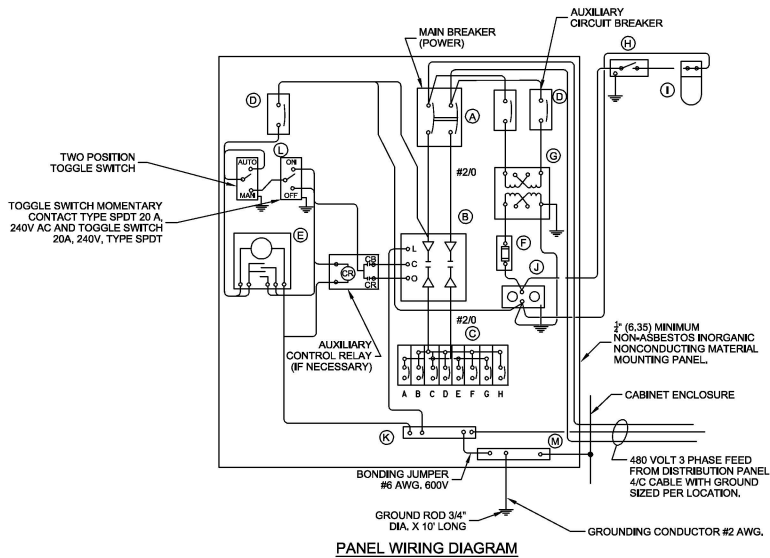 AUXILIARY
CIRCUIT BREAKER
MAIN BREAKER
(POWER)
H
I
D
A
D
L
G
TWO POSITION
TOGGLE SWITCH
AUTO
MAN
ON
OFF
#2/0
TOGGLE SWITCH MOMENTARY
CONTACT TYPE SPDT 20 A,
240V AC AND TOGGLE SWITCH
20A, 240V, TYPE SPDT
B
E
F
L
C
O
CB
CR
CR
J
#2/0
C
AUXILIARY
CONTROL RELAY
(IF NECESSARY)
1/4" (6,35) MINIMUM
NON-ASBESTOS INORGANIC
NONCONDUCTING MATERIAL
MOUNTING PANEL.
A B C D E F G H
CABINET ENCLOSURE
K
M
BONDING JUMPER
#6 AWG. 600V
480 VOLT 3 PHASE FEED
FROM DISTRIBUTION PANEL
4/C CABLE WITH GROUND
SIZED PER LOCATION.
GROUND ROD 3/4"
DIA. X 10' LONG
GROUNDING CONDUCTOR #2 AWG.
PANEL WIRING DIAGRAM